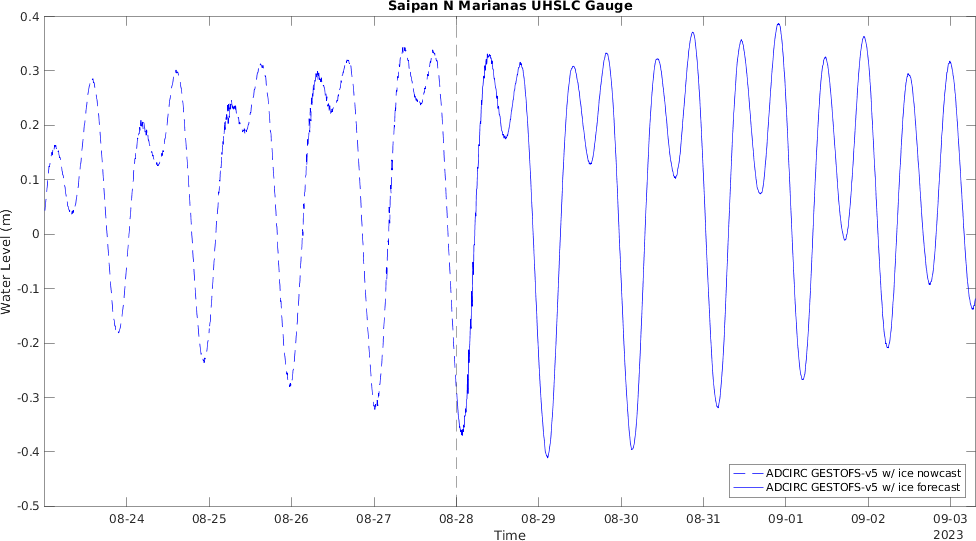 Saipan N Marianas UHSLC Gauge
0.4
0.3
0.2
0.1
0
-0.1
-0.2
-0.3
-0.4
-0.5
Water Level (m)
08-24 08-25 08-26 08-27 08-28 08-29 08-30 08-31 09-01 09-02 09-03
Time
2023
ADCIRC GESTOFS-v5 w/ ice nowcast
ADCIRC GESTOFS-v5 w/ ice forecast